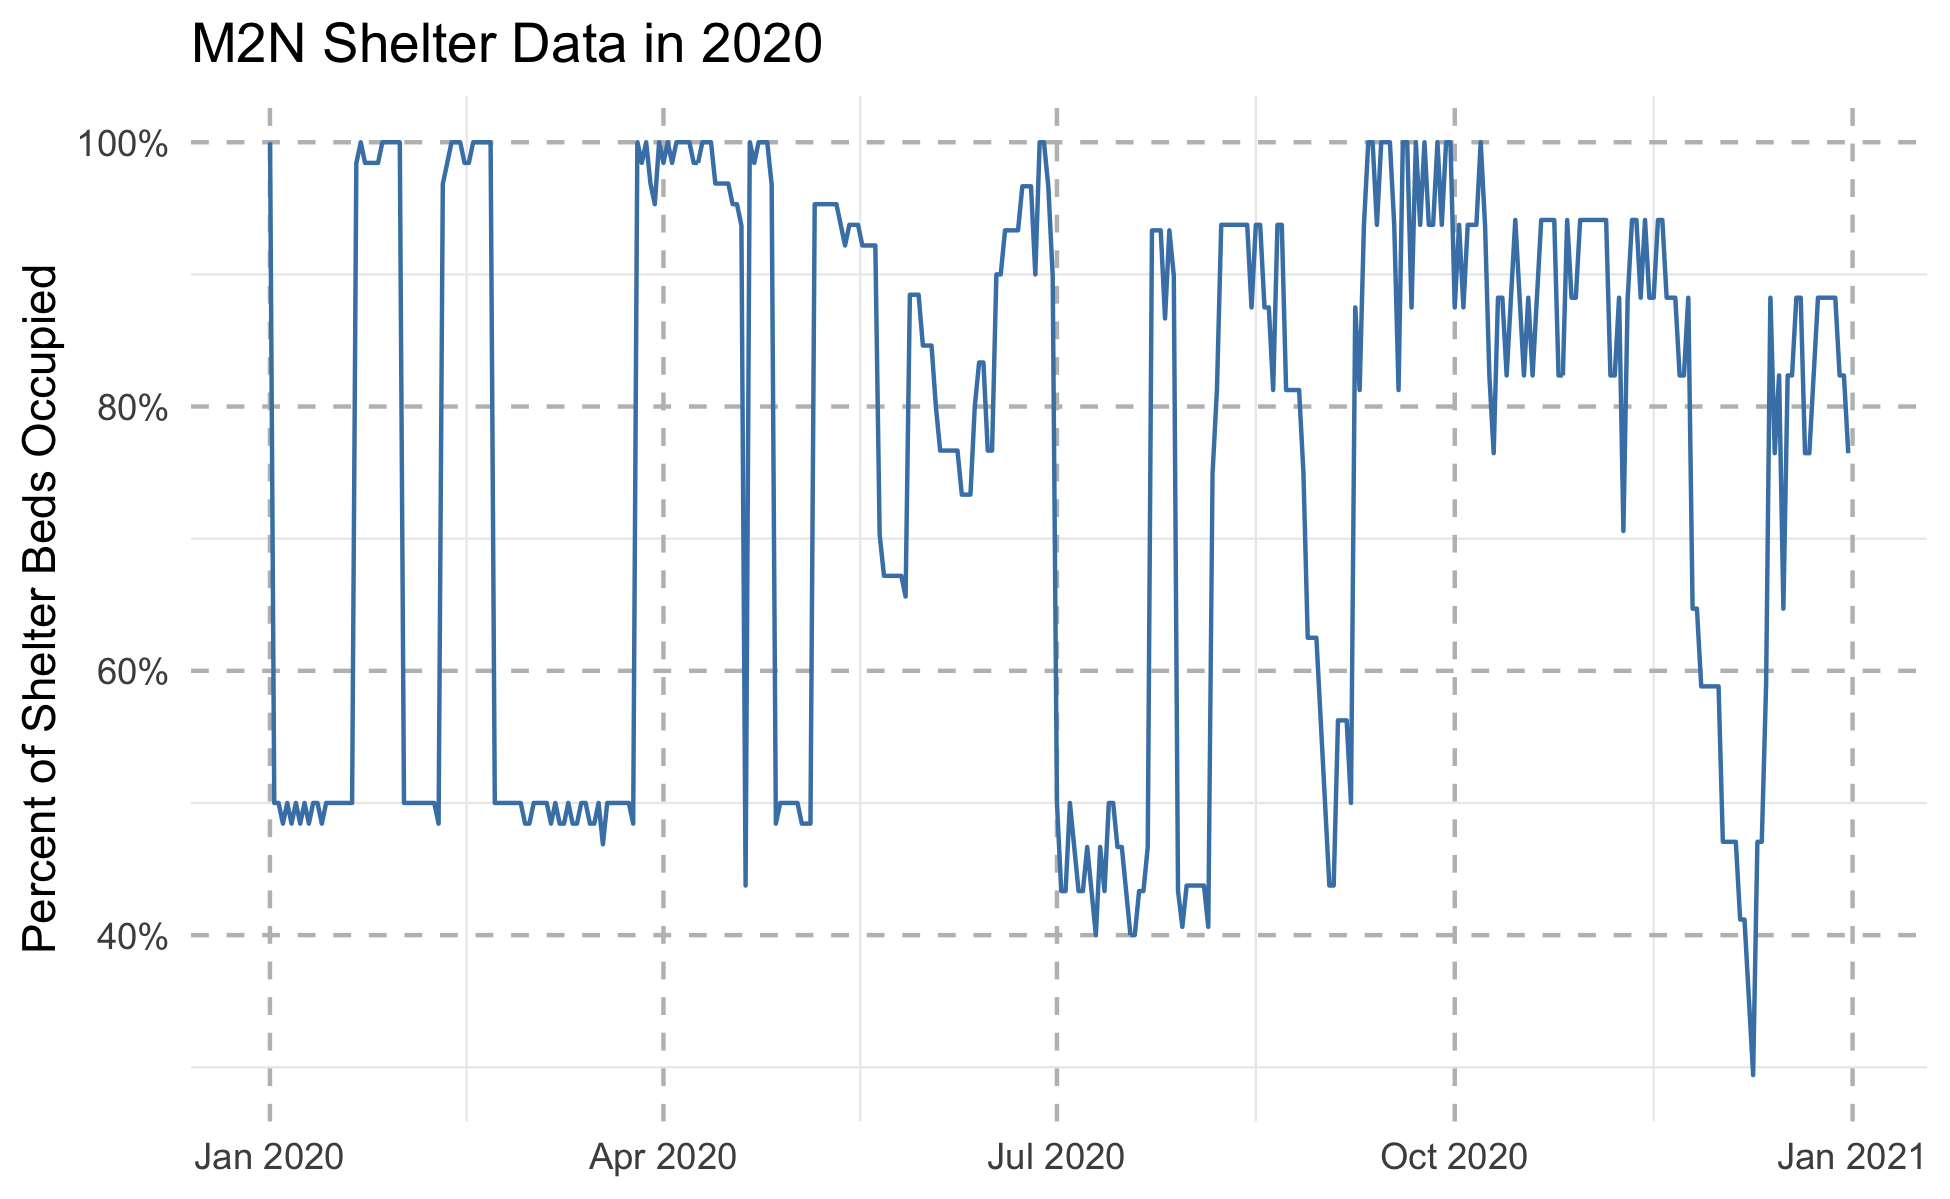 M2N Shelter Data in 2020
Percent of Shelter Beds Occupied
100%
80%
60%
40%
Jan 2020
Apr 2020
Jul 2020
Oct 2020
Jan 2021